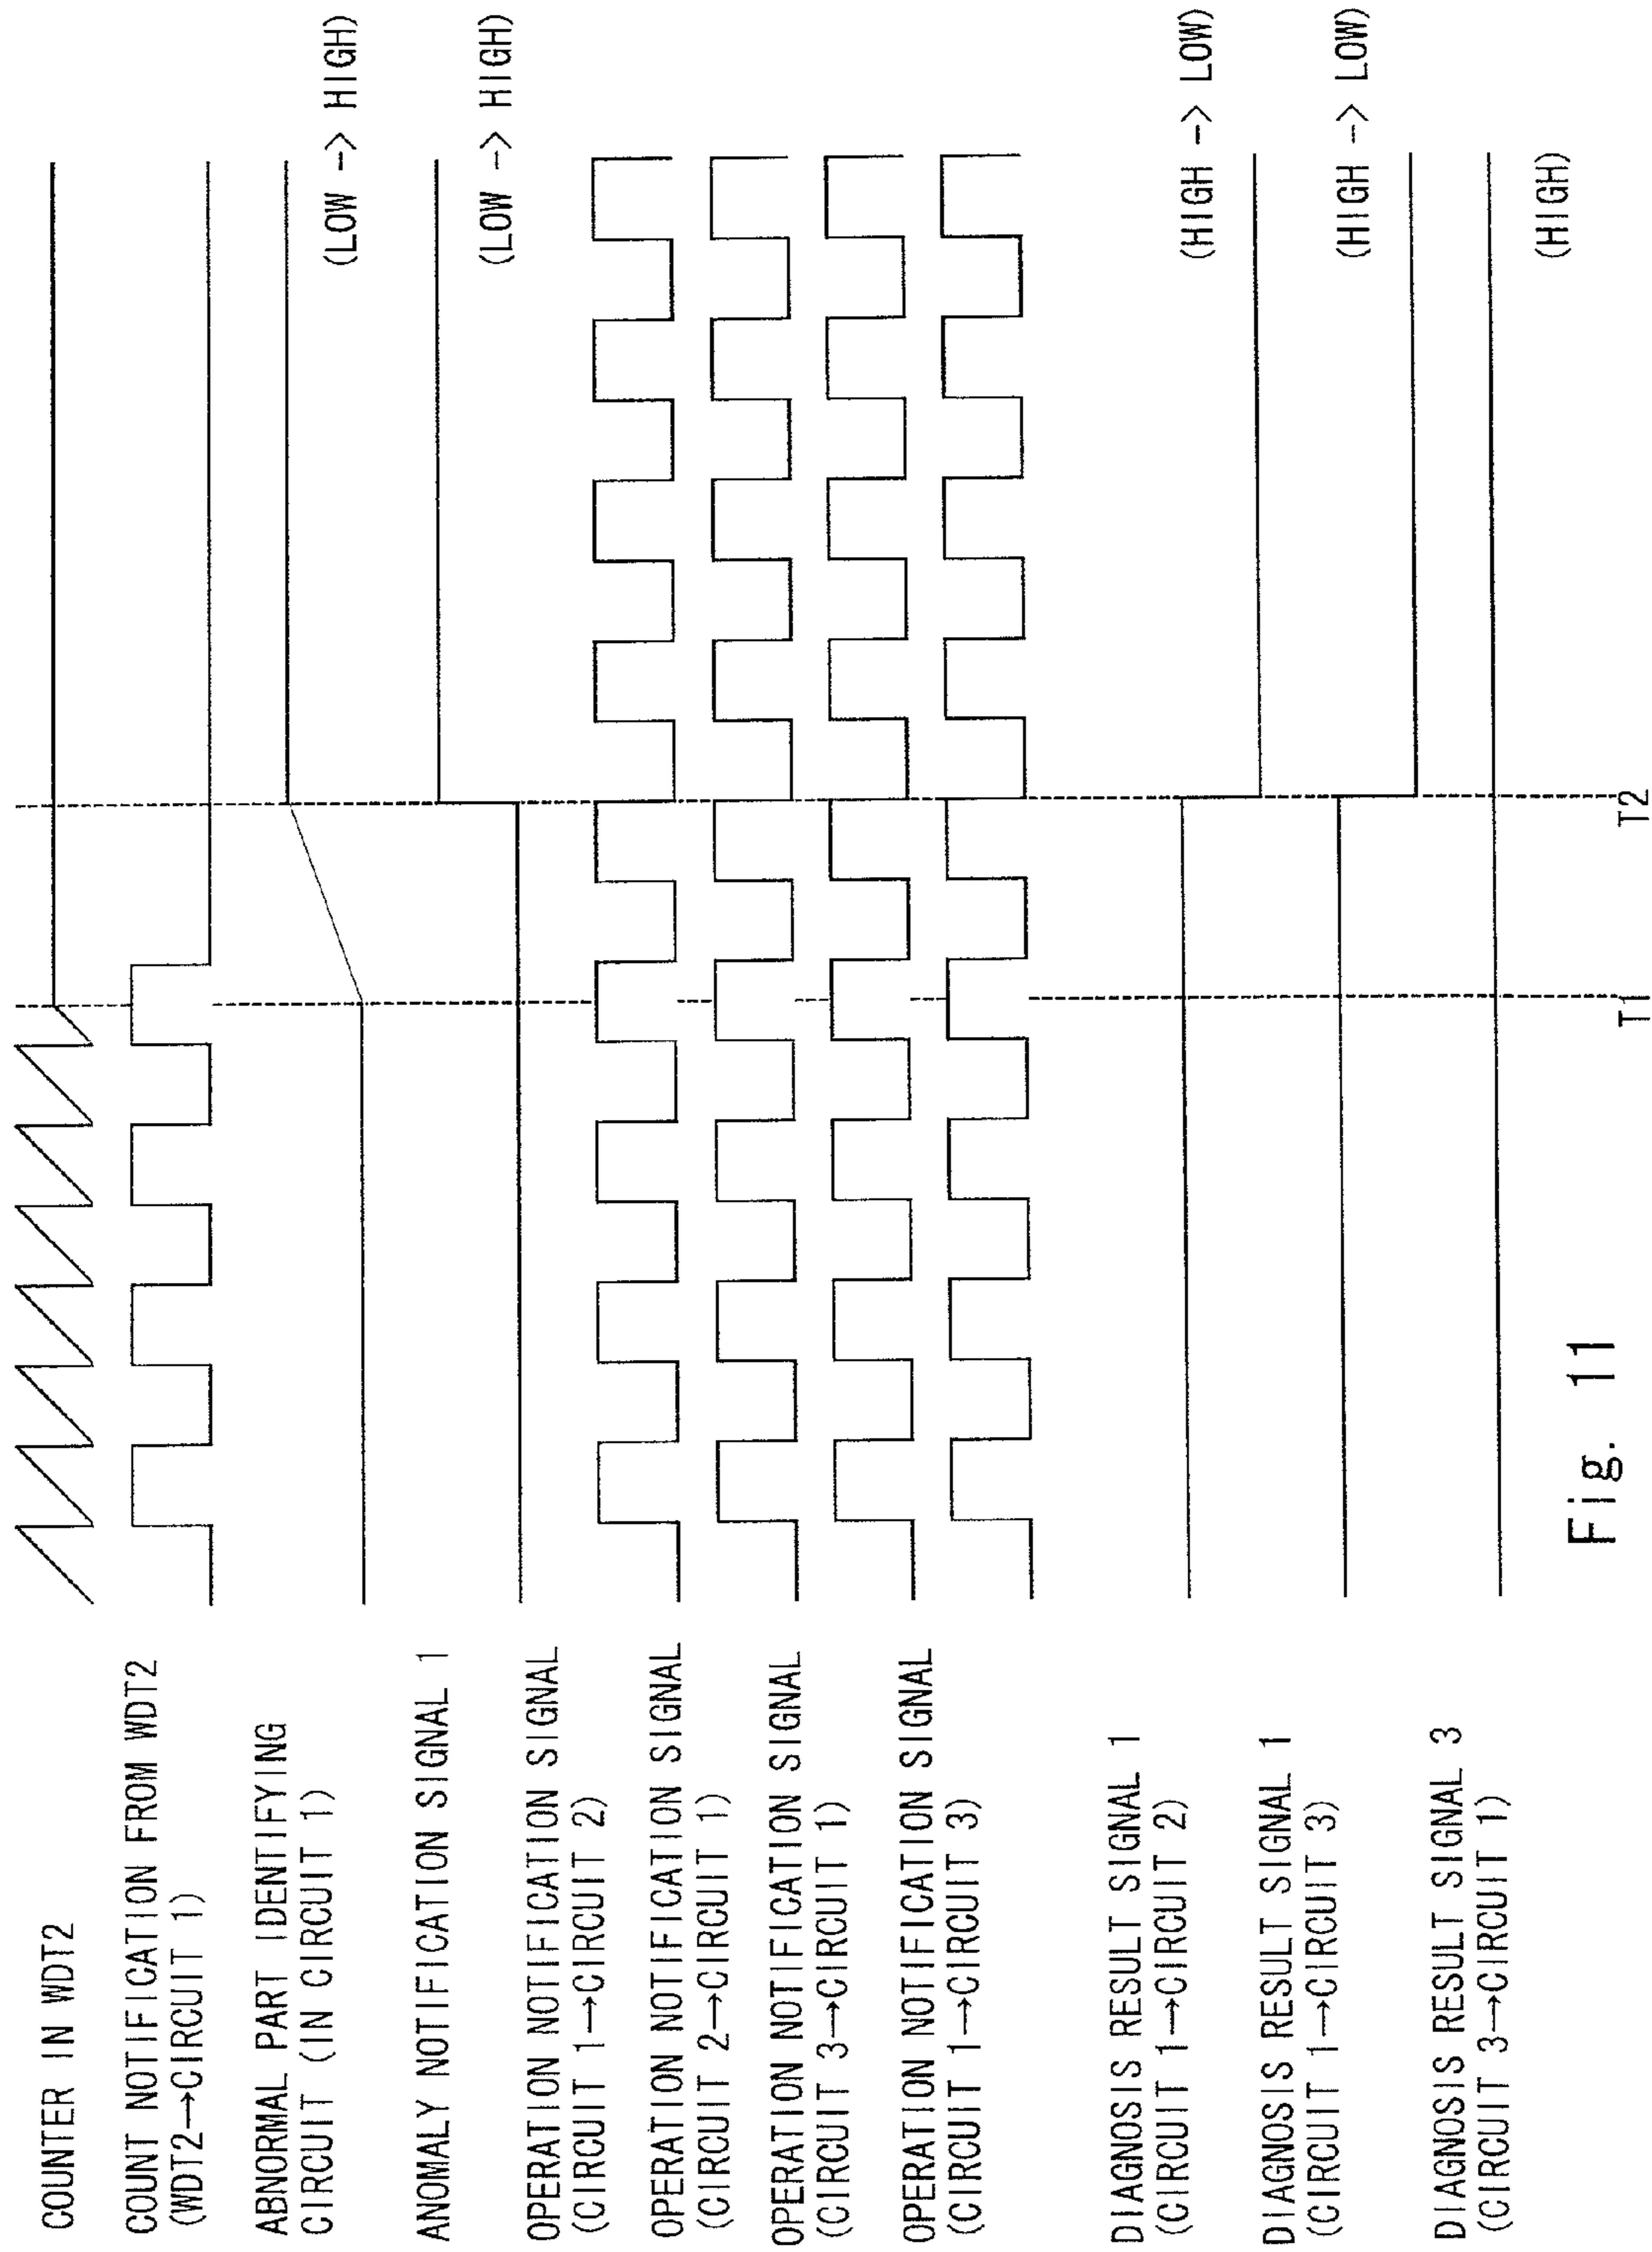 COUNTER IN WDT2
COUNT NOTIFICATION FROM WDT2
(WDT2→CIRCUIT 1)
ABNORMAL PART IDENTIFYING
CIRCUIT (IN CIRCUIT 1)
(LOW -> HIGH)
ANOMALY NOTIFICATION SIGNAL 1
(LOW -> HIGH)
OPERATION NOTIFICATION SIGNAL
(CIRCUIT 1→CIRCUIT 2)
OPERATION NOTIFICATION SIGNAL
(CIRCUIT 2→CIRCUIT 1)
OPERATION NOTIFICATION SIGNAL
(CIRCUIT 3→CIRCUIT 1)
OPERATION NOTIFICATION SIGNAL
(CIRCUIT 1→CIRCUIT 3)
DIAGNOSIS RESULT SIGNAL 1
(CIRCUIT 1→CIRCUIT 2)
(HIGH -> LOW)
DIAGNOSIS RESULT SIGNAL 1
(CIRCUIT 1→CIRCUIT 3)
(HIGH -> LOW)
DIAGNOSIS RESULT SIGNAL 3
(CIRCUIT 3→CIRCUIT 1)
(HIGH)
T1
T2
Fig. 11